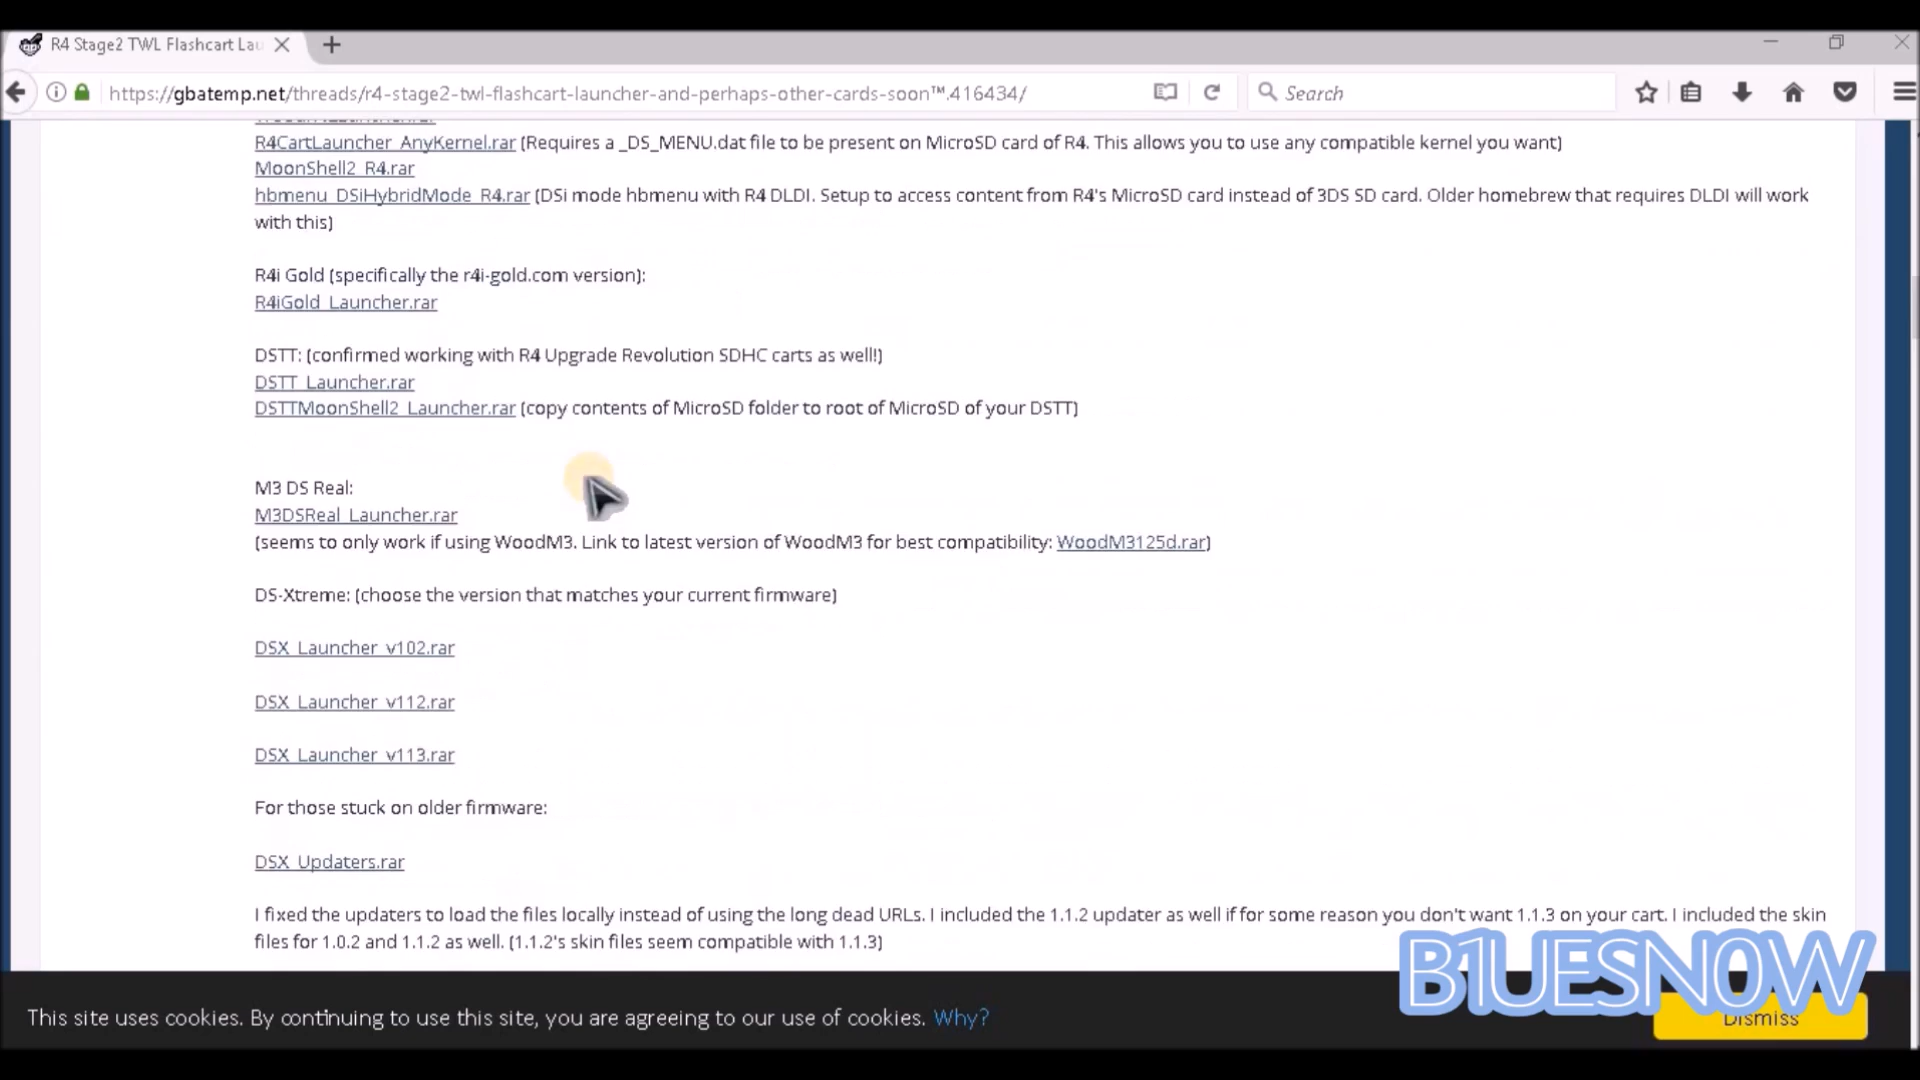 R4 Stage2 TWL Flashcart Lau
https://gbatemp.net/threads/r4-stage2-twl-flashcart-launcher-and-perhaps-other-cards-soon™.416434/
Search
R4CartLauncher_AnyKernel.rar (Requires a _DS_MENU.dat file to be present on MicroSD card of R4. This allows you to use any compatible kernel you want)
MoonShell2_R4.rar
hbmenu_DSiHybridMode_R4.rar (DSi mode hbmenu with R4 DLDI. Setup to access content from R4's MicroSD card instead of 3DS SD card. Older homebrew that requires DLDI will work
with this)
R4i Gold (specifically the r4i-gold.com version):
R4iGold_Launcher.rar
DSTT: (confirmed working with R4 Upgrade Revolution SDHC carts as well!)
DSTT_Launcher.rar
DSTTMoonShell2_Launcher.rar (copy contents of MicroSD folder to root of MicroSD of your DSTT)
M3 DS Real:
M3DSReal_Launcher.rar
(seems to only work if using WoodM3. Link to latest version of WoodM3 for best compatibility: WoodM3125d.rar)
DS-Xtreme: (choose the version that matches your current firmware)
DSX_Launcher_v102.rar
DSX_Launcher_v112.rar
DSX_Launcher_v113.rar
For those stuck on older firmware:
DSX_Updaters.rar
I fixed the updaters to load the files locally instead of using the long dead URLs. I included the 1.1.2 updater as well if for some reason you don't want 1.1.3 on your cart. I included the skin
files for 1.0.2 and 1.1.2 as well. (1.1.2's skin files seem compatible with 1.1.3)
B1UESN0W
This site uses cookies. By continuing to use this site, you are agreeing to our use of cookies. Why?
Dismiss